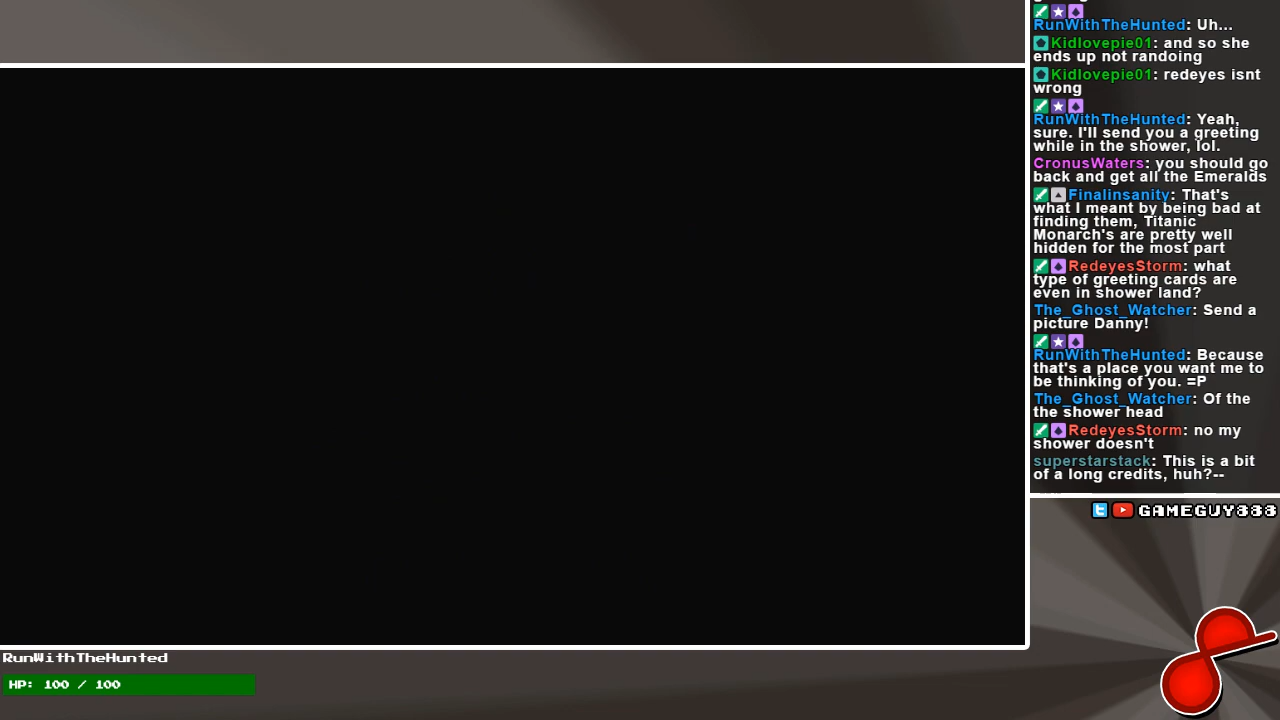 RunWithTheHunted: Uh...
Kidlovepie01: and so she
ends up not randoing
Kidlovepie01: redeyes isnt
wrong
RunWithTheHunted: Yeah,
sure. I'll send you a greeting
while in the shower, lol.
CronusWaters: you should go
back and get all the Emeralds
Finalinsanity: That's
what I meant by being bad at
finding them, Titanic
Monarch's are pretty well
hidden for the most part
RedeyesStorm: what
type of greeting cards are
even in shower land?
The_Ghost_Watcher: Send a
picture Danny!
RunWithTheHunted: Because
that's a place you want me to
be thinking of you. =P
The_Ghost_Watcher: Of the
the shower head
RedeyesStorm: no my
shower doesn't
superstarstack: This is a bit
of a long credits, huh?--
GAMEGUY888
RunWithTheHunted
HP: 100 / 100